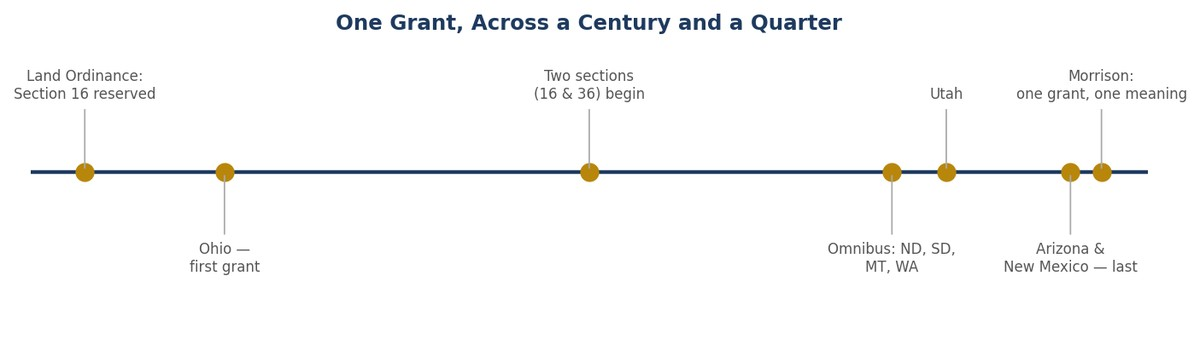 One Grant, Across a Century and a Quarter
Land Ordinance:
Section 16 reserved
Two sections
(16 & 36) begin
Utah
Morrison:
one grant, one meaning
Ohio —
first grant
Omnibus: ND, SD,
MT, WA
Arizona &
New Mexico — last